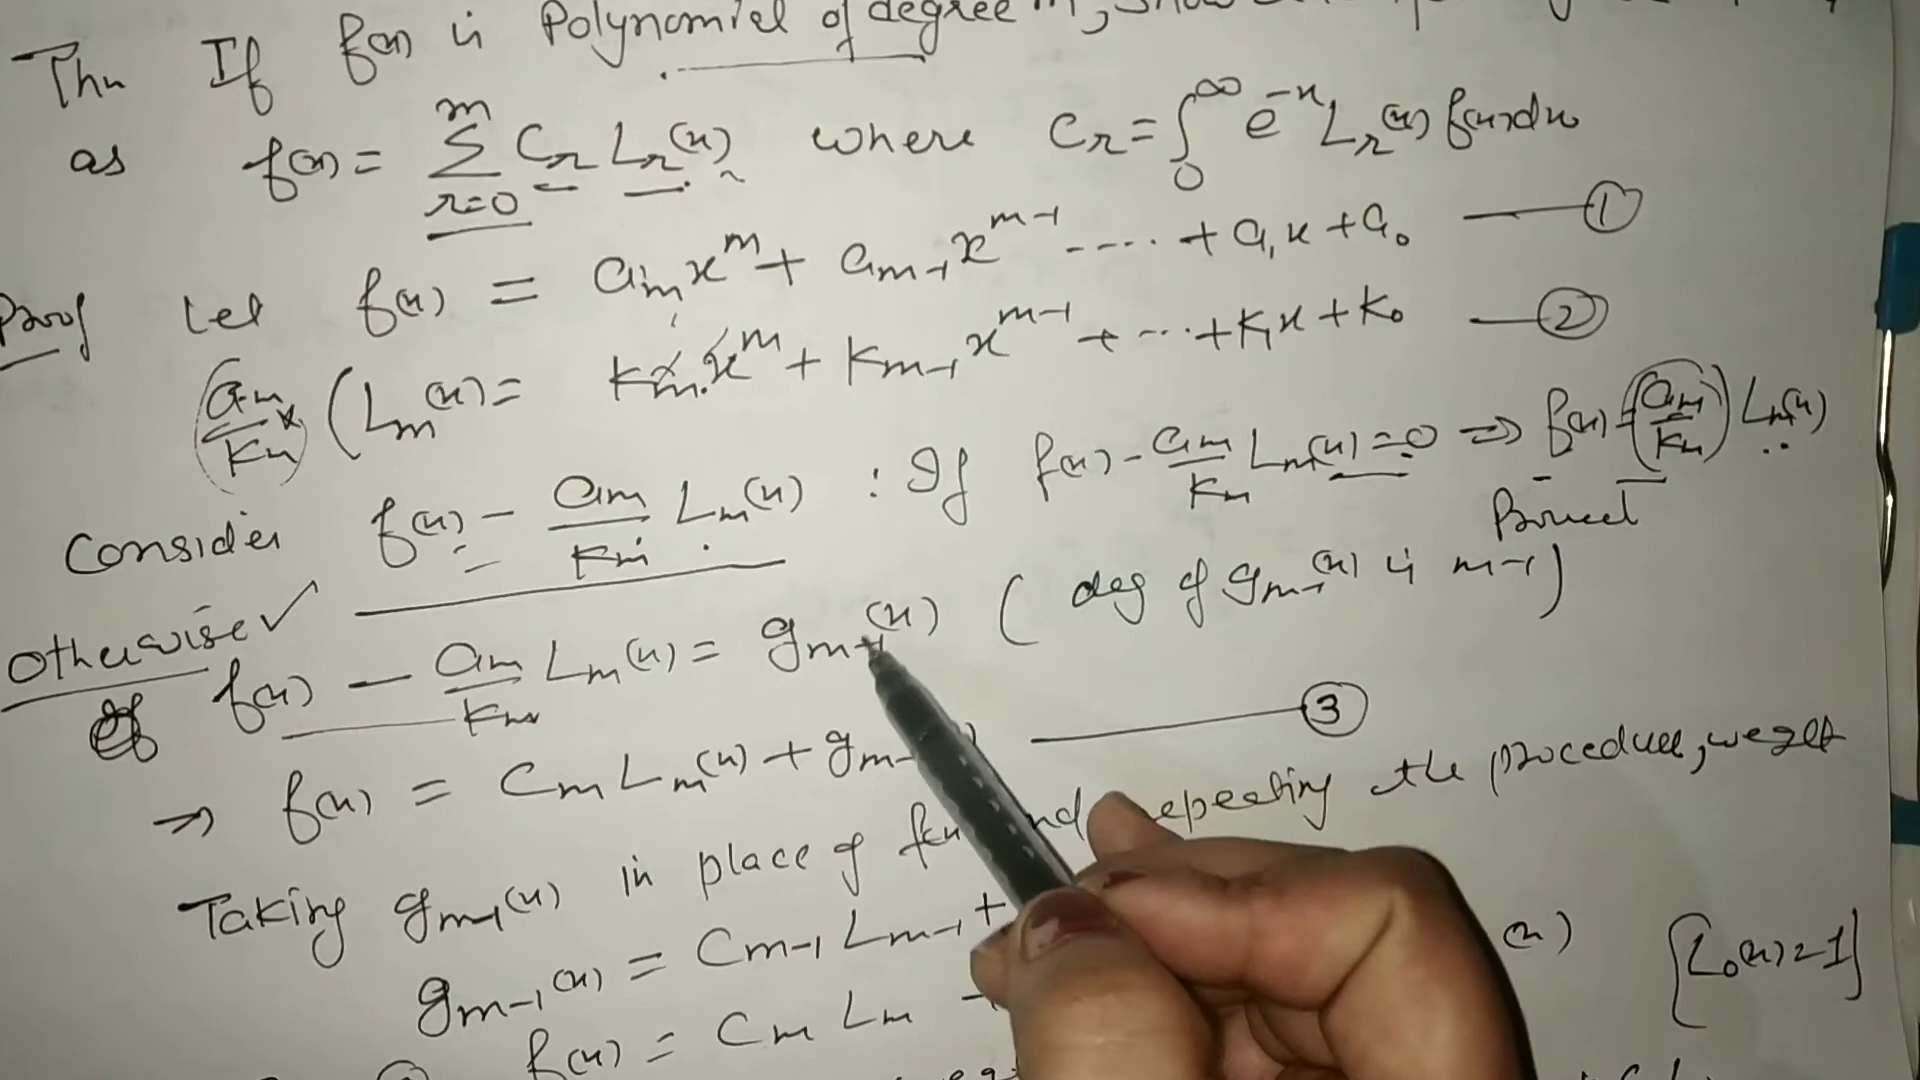 Thm If f(x) is Polynomial of degree m, show
as f(x) = Σ_{r=0}^{m} C_r L_r(x) where C_r = ∫_0^∞ e^{-x} L_r(x) f(x) dx
Proof Let f(x) = a_m x^m + a_{m-1} x^{m-1} ---- + a_1 x + a_0 ①
a_m/k_m × (L_m(x) = k_m x^m + k_{m-1} x^{m-1} + --- + k_1 x + k_0 ②
Consider f(x) - a_m/k_m L_m(x) : If f(x) - a_m/k_m L_m(x) = 0 ⇒ f(x) = (a_m/k_m) L_m(x)
Proved
Otherwise ✓
f(x) - a_m/k_m L_m(x) = g_{m-1}(x) (deg of g_{m-1}(x) is m-1)
⇒ f(x) = C_m L_m(x) + g_m- ③
Taking g_{m-1}(x) in place of f(x) repeating the procedure, we get
g_{m-1}(x) = C_{m-1} L_{m-1} + (x) [L_0(x) = 1]
f(x) = C_m L_m